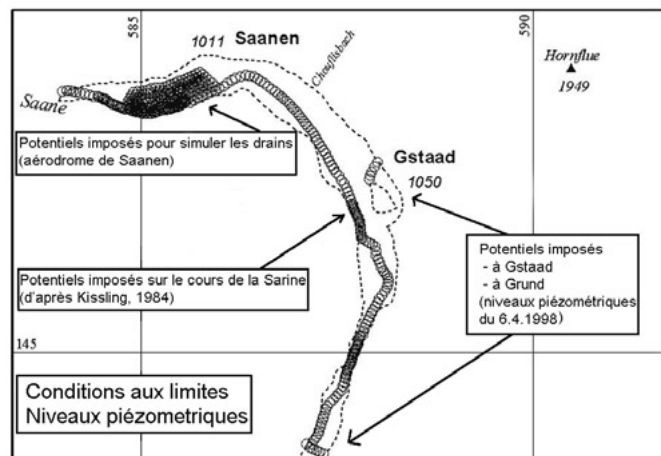 585
590
1011 Saanen
Chouflisbach
Hornflue
1949
Saane
Potentiels imposés pour simuler les drains
(aérodrome de Saanen)
Gstaad
1050
Potentiels imposés
- à Gstaad
- à Grund
(niveaux piézométriques
du 6.4.1998)
Potentiels imposés sur le cours de la Sarine
(d'après Kissling, 1984)
145
Conditions aux limites
Niveaux piézometriques